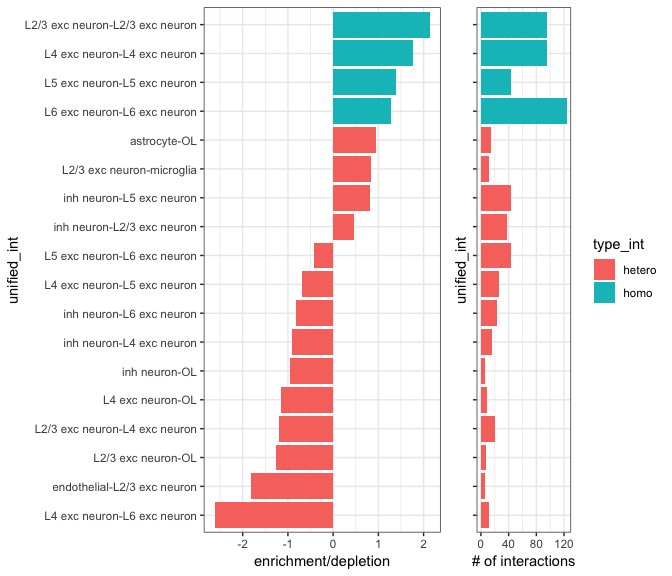 unified_int
L2/3 exc neuron-L2/3 exc neuron
L4 exc neuron-L4 exc neuron
L5 exc neuron-L5 exc neuron
L6 exc neuron-L6 exc neuron
astrocyte-OL
L2/3 exc neuron-microglia
inh neuron-L5 exc neuron
inh neuron-L2/3 exc neuron
L5 exc neuron-L6 exc neuron
L4 exc neuron-L5 exc neuron
inh neuron-L6 exc neuron
inh neuron-L4 exc neuron
inh neuron-OL
L4 exc neuron-OL
L2/3 exc neuron-L4 exc neuron
L2/3 exc neuron-OL
endothelial-L2/3 exc neuron
L4 exc neuron-L6 exc neuron
-2 -1 0 1 2
enrichment/depletion
unified_int
0 40 80 120
# of interactions
type_int
hetero
homo